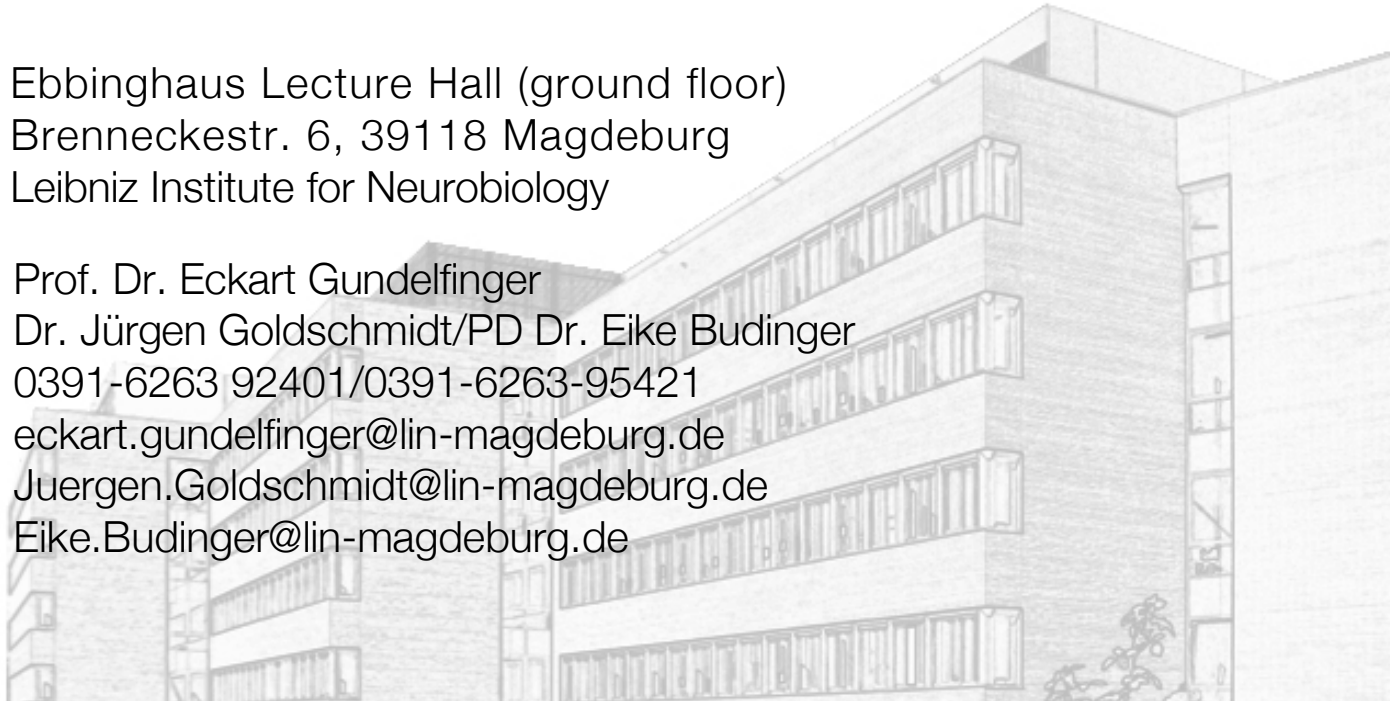 Ebbinghaus Lecture Hall (ground floor)
Brenneckestr. 6, 39118 Magdeburg
Leibniz Institute for Neurobiology
Prof. Dr. Eckart Gundelfinger
Dr. Jürgen Goldschmidt/PD Dr. Eike Budinger
0391-6263 92401/0391-6263-95421
eckart.gundelfinger@lin-magdeburg.de
Juergen.Goldschmidt@lin-magdeburg.de
Eike.Budinger@lin-magdeburg.de